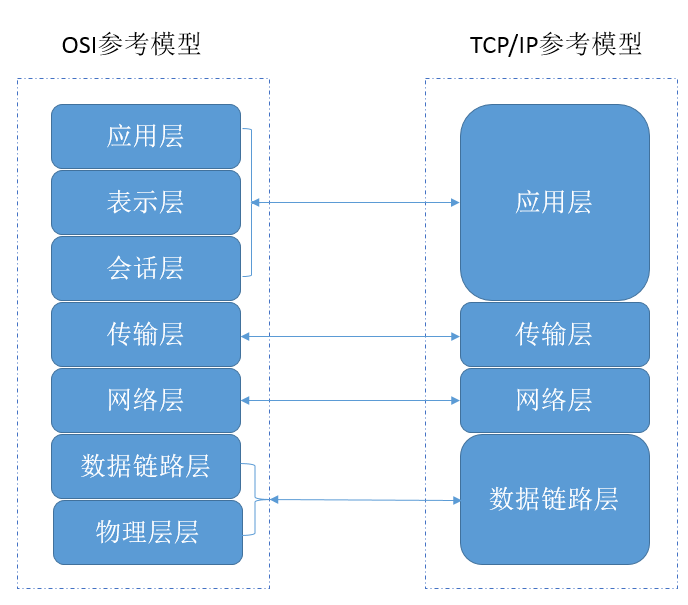 OSI参考模型
TCP/IP参考模型
应用层
表示层
会话层
传输层
网络层
数据链路层
物理层层
应用层
传输层
网络层
数据链路层